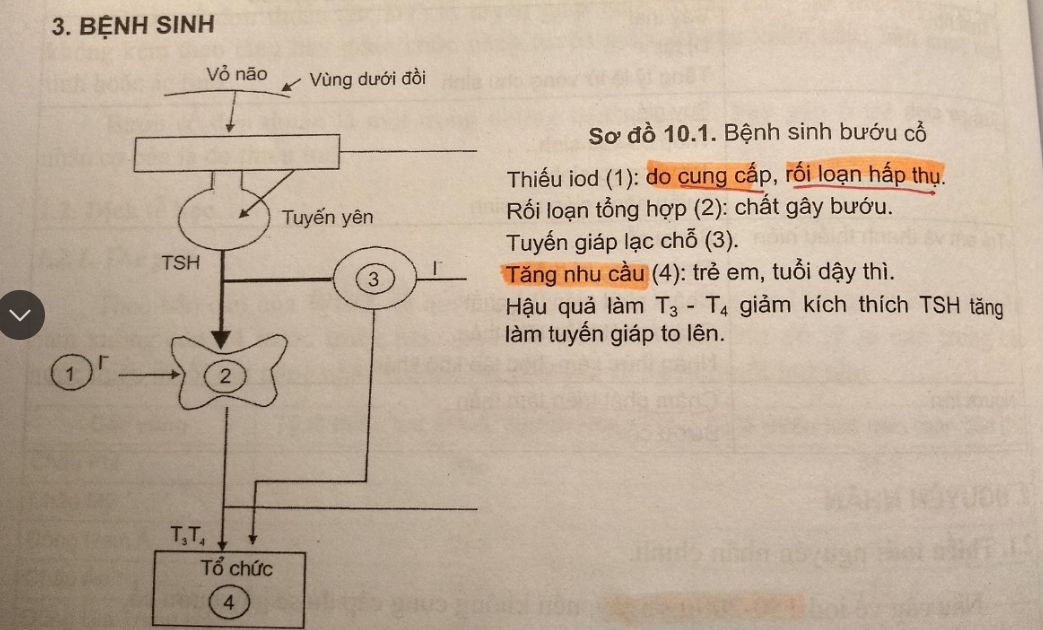 3. BỆNH SINH
Vỏ não
Vùng dưới đồi
Sơ đồ 10.1. Bệnh sinh bướu cổ
Thiếu iod (1): do cung cấp, rối loạn hấp thụ.
Rối loạn tổng hợp (2): chất gây bướu.
Tuyến giáp lạc chỗ (3).
Tăng nhu cầu (4): trẻ em, tuổi dậy thì.
Hậu quả làm T₃ - T₄ giảm kích thích TSH tăng
làm tuyến giáp to lên.
Tuyến yên
TSH
3
I⁻
1
I⁻
2
T₃T₄
Tổ chức
4